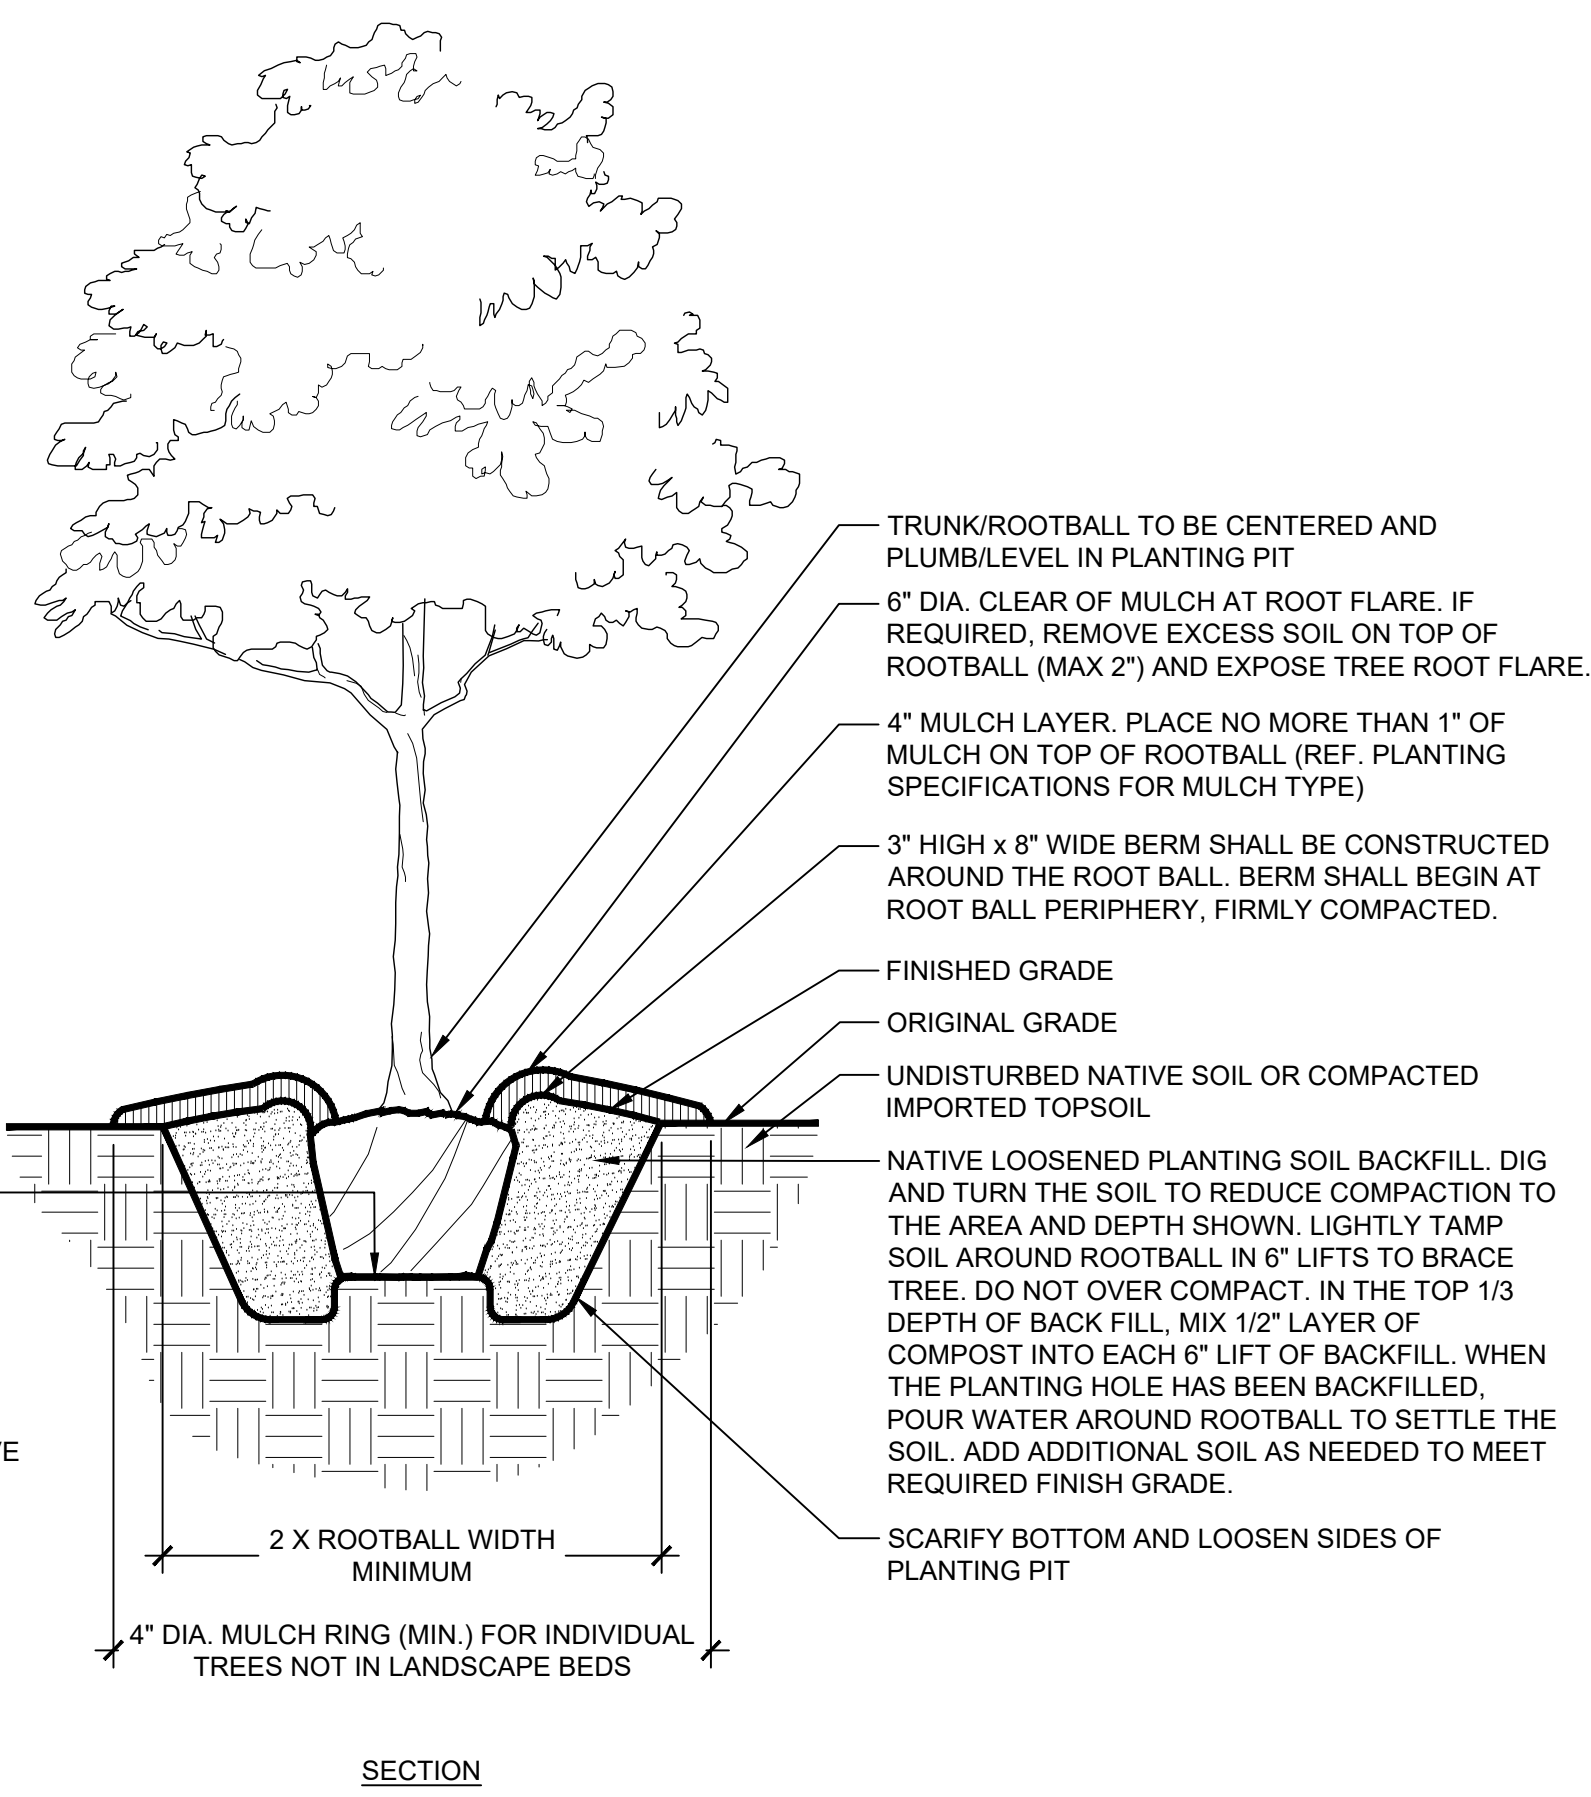 TRUNK/ROOTBALL TO BE CENTERED AND
PLUMB/LEVEL IN PLANTING PIT
6" DIA. CLEAR OF MULCH AT ROOT FLARE. IF
REQUIRED, REMOVE EXCESS SOIL ON TOP OF
ROOTBALL (MAX 2") AND EXPOSE TREE ROOT FLARE.
4" MULCH LAYER. PLACE NO MORE THAN 1" OF
MULCH ON TOP OF ROOTBALL (REF. PLANTING
SPECIFICATIONS FOR MULCH TYPE)
3" HIGH x 8" WIDE BERM SHALL BE CONSTRUCTED
AROUND THE ROOT BALL. BERM SHALL BEGIN AT
ROOT BALL PERIPHERY, FIRMLY COMPACTED.
FINISHED GRADE
ORIGINAL GRADE
UNDISTURBED NATIVE SOIL OR COMPACTED
IMPORTED TOPSOIL
NATIVE LOOSENED PLANTING SOIL BACKFILL. DIG
AND TURN THE SOIL TO REDUCE COMPACTION TO
THE AREA AND DEPTH SHOWN. LIGHTLY TAMP
SOIL AROUND ROOTBALL IN 6" LIFTS TO BRACE
TREE. DO NOT OVER COMPACT. IN THE TOP 1/3
DEPTH OF BACK FILL, MIX 1/2" LAYER OF
COMPOST INTO EACH 6" LIFT OF BACKFILL. WHEN
THE PLANTING HOLE HAS BEEN BACKFILLED,
POUR WATER AROUND ROOTBALL TO SETTLE THE
SOIL. ADD ADDITIONAL SOIL AS NEEDED TO MEET
REQUIRED FINISH GRADE.
SCARIFY BOTTOM AND LOOSEN SIDES OF
PLANTING PIT
2 X ROOTBALL WIDTH
MINIMUM
4" DIA. MULCH RING (MIN.) FOR INDIVIDUAL
TREES NOT IN LANDSCAPE BEDS
SECTION